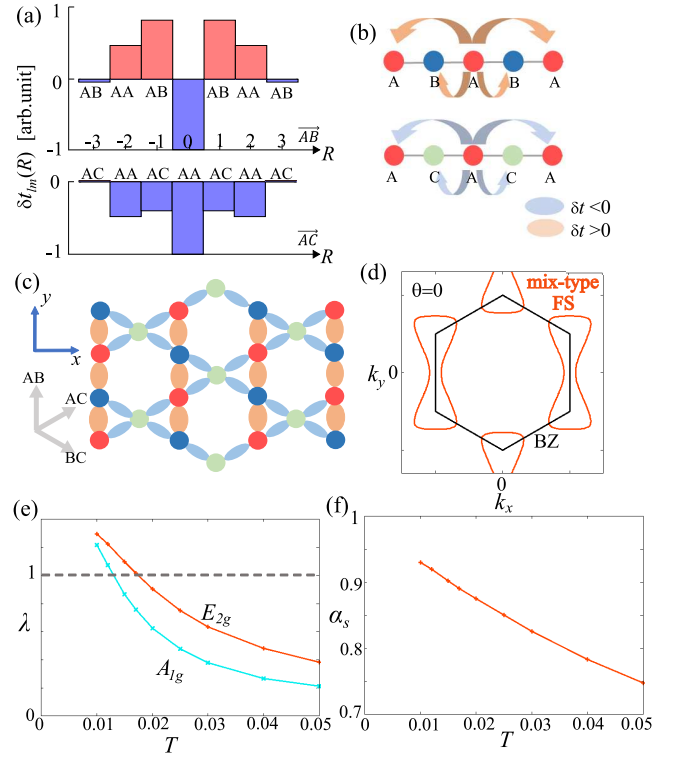 (a)
1
0
-1
AB AA AB AB AA AB
-3 -2 -1 0 1 2 3
AB
R
δt_lm(R) [arb.unit]
AC AA AC AA AC AA AC
0
-1
AC
R
(b)
A B A B A
A C A C A
δt <0
δt >0
(c)
y
x
AB
AC
BC
(d)
θ=0
mix-type
FS
k_y 0
BZ
0
k_x
(e)
1
λ
0
E_2g
A_1g
0 0.01 0.02 0.03 0.04 0.05
T
(f)
1
0.9
α_s
0.8
0.7
0 0.01 0.02 0.03 0.04 0.05
T